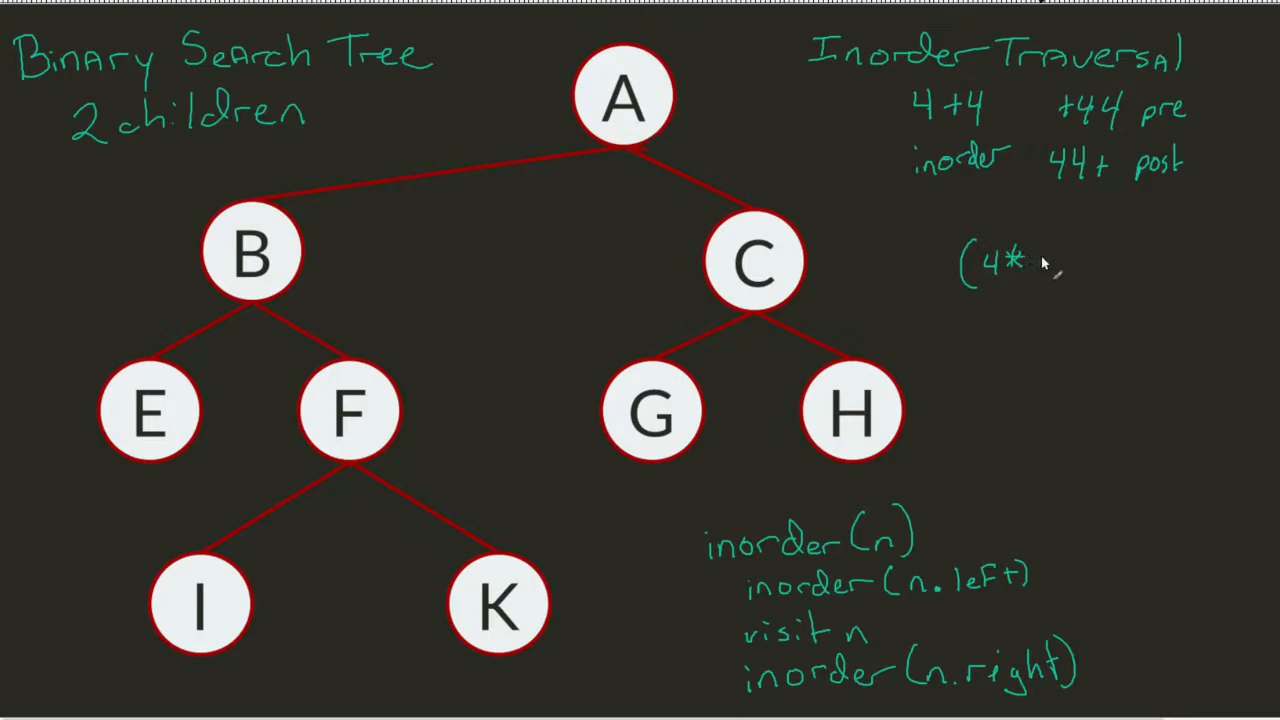 Binary Search Tree
2 children
Inorder Traversal
4+4 +44 pre
inorder 44+ post
(4*
A
B
C
E
F
G
H
I
K
inorder(n)
inorder(n.left)
visit n
inorder(n.right)